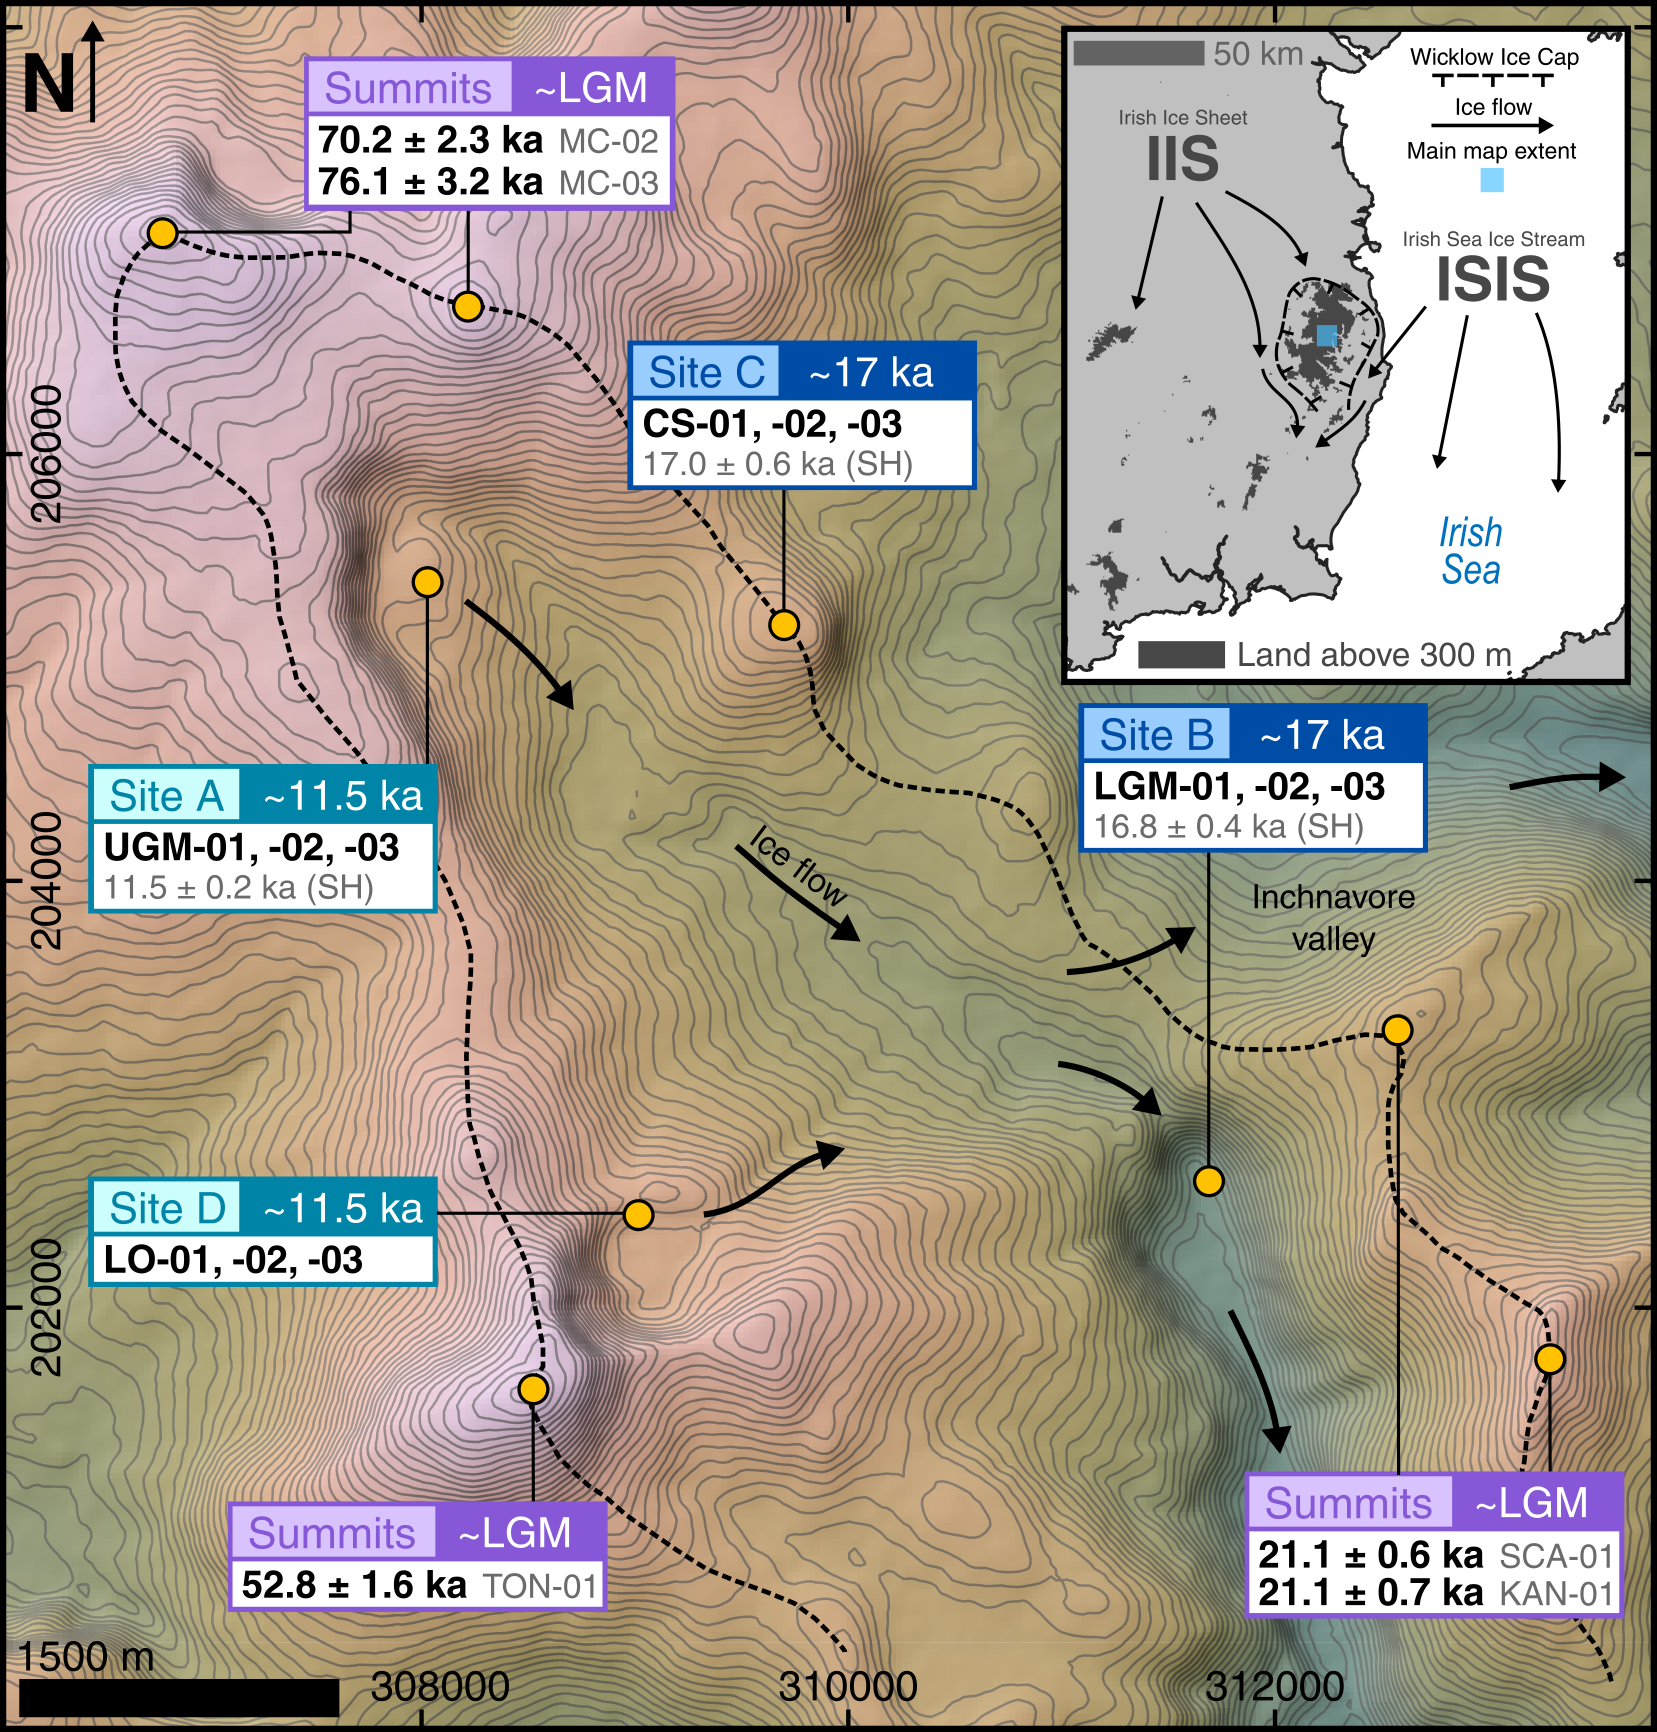 N
Summits ~LGM
70.2 ± 2.3 ka MC-02
76.1 ± 3.2 ka MC-03
50 km
Wicklow Ice Cap
Ice flow
Main map extent
Irish Ice Sheet
IIS
Irish Sea Ice Stream
ISIS
Irish
Sea
Land above 300 m
Site C ~17 ka
CS-01, -02, -03
17.0 ± 0.6 ka (SH)
206000
Site B ~17 ka
LGM-01, -02, -03
16.8 ± 0.4 ka (SH)
Site A ~11.5 ka
UGM-01, -02, -03
11.5 ± 0.2 ka (SH)
204000
Ice flow
Inchnavore
valley
Site D ~11.5 ka
LO-01, -02, -03
202000
Summits ~LGM
52.8 ± 1.6 ka TON-01
Summits ~LGM
21.1 ± 0.6 ka SCA-01
21.1 ± 0.7 ka KAN-01
1500 m
308000
310000
312000